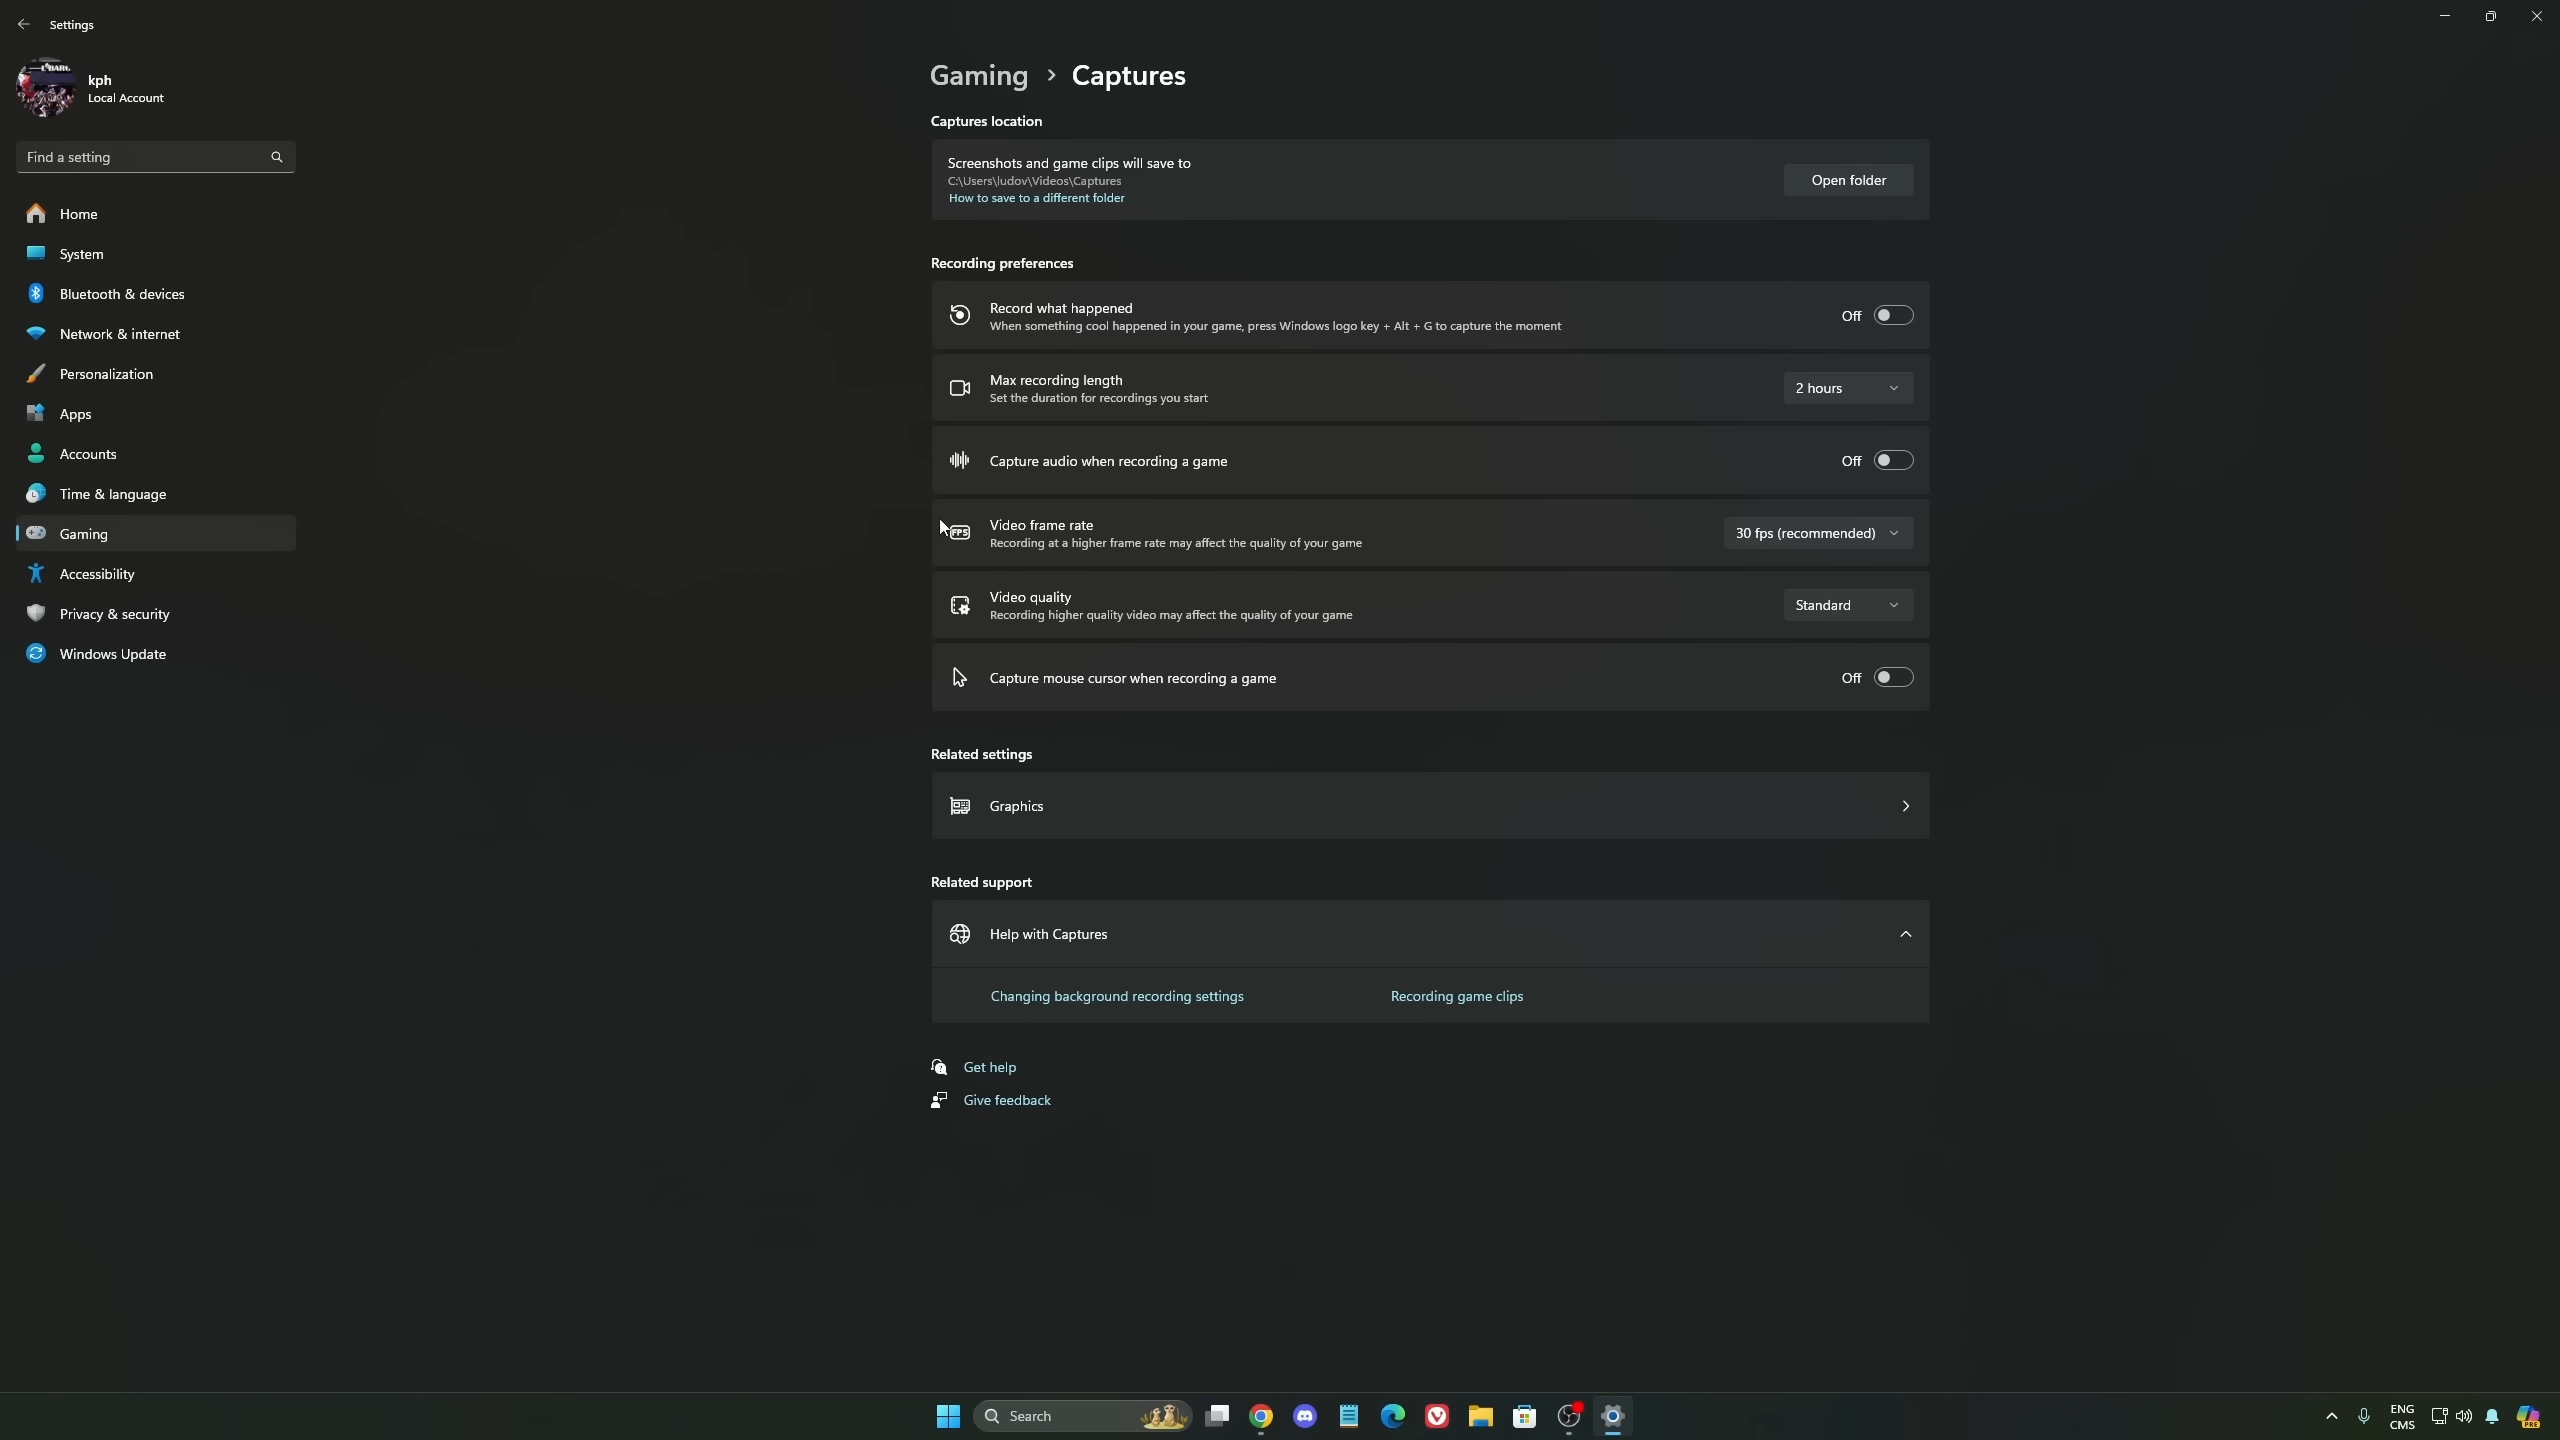 Settings
kph
Local Account
Find a setting
Home
System
Bluetooth & devices
Network & internet
Personalization
Apps
Accounts
Time & language
Gaming
Accessibility
Privacy & security
Windows Update
Gaming > Captures
Captures location
Screenshots and game clips will save to
C:\Users\ludov\Videos\Captures
How to save to a different folder
Open folder
Recording preferences
Record what happened
When something cool happened in your game, press Windows logo key + Alt + G to capture the moment
Off
Max recording length
Set the duration for recordings you start
2 hours
Capture audio when recording a game
Off
FPS
Video frame rate
Recording at a higher frame rate may affect the quality of your game
30 fps (recommended)
Video quality
Recording higher quality video may affect the quality of your game
Standard
Capture mouse cursor when recording a game
Off
Related settings
Graphics
Related support
Help with Captures
Changing background recording settings
Recording game clips
Get help
Give feedback
Search
ENG
CMS
PRE